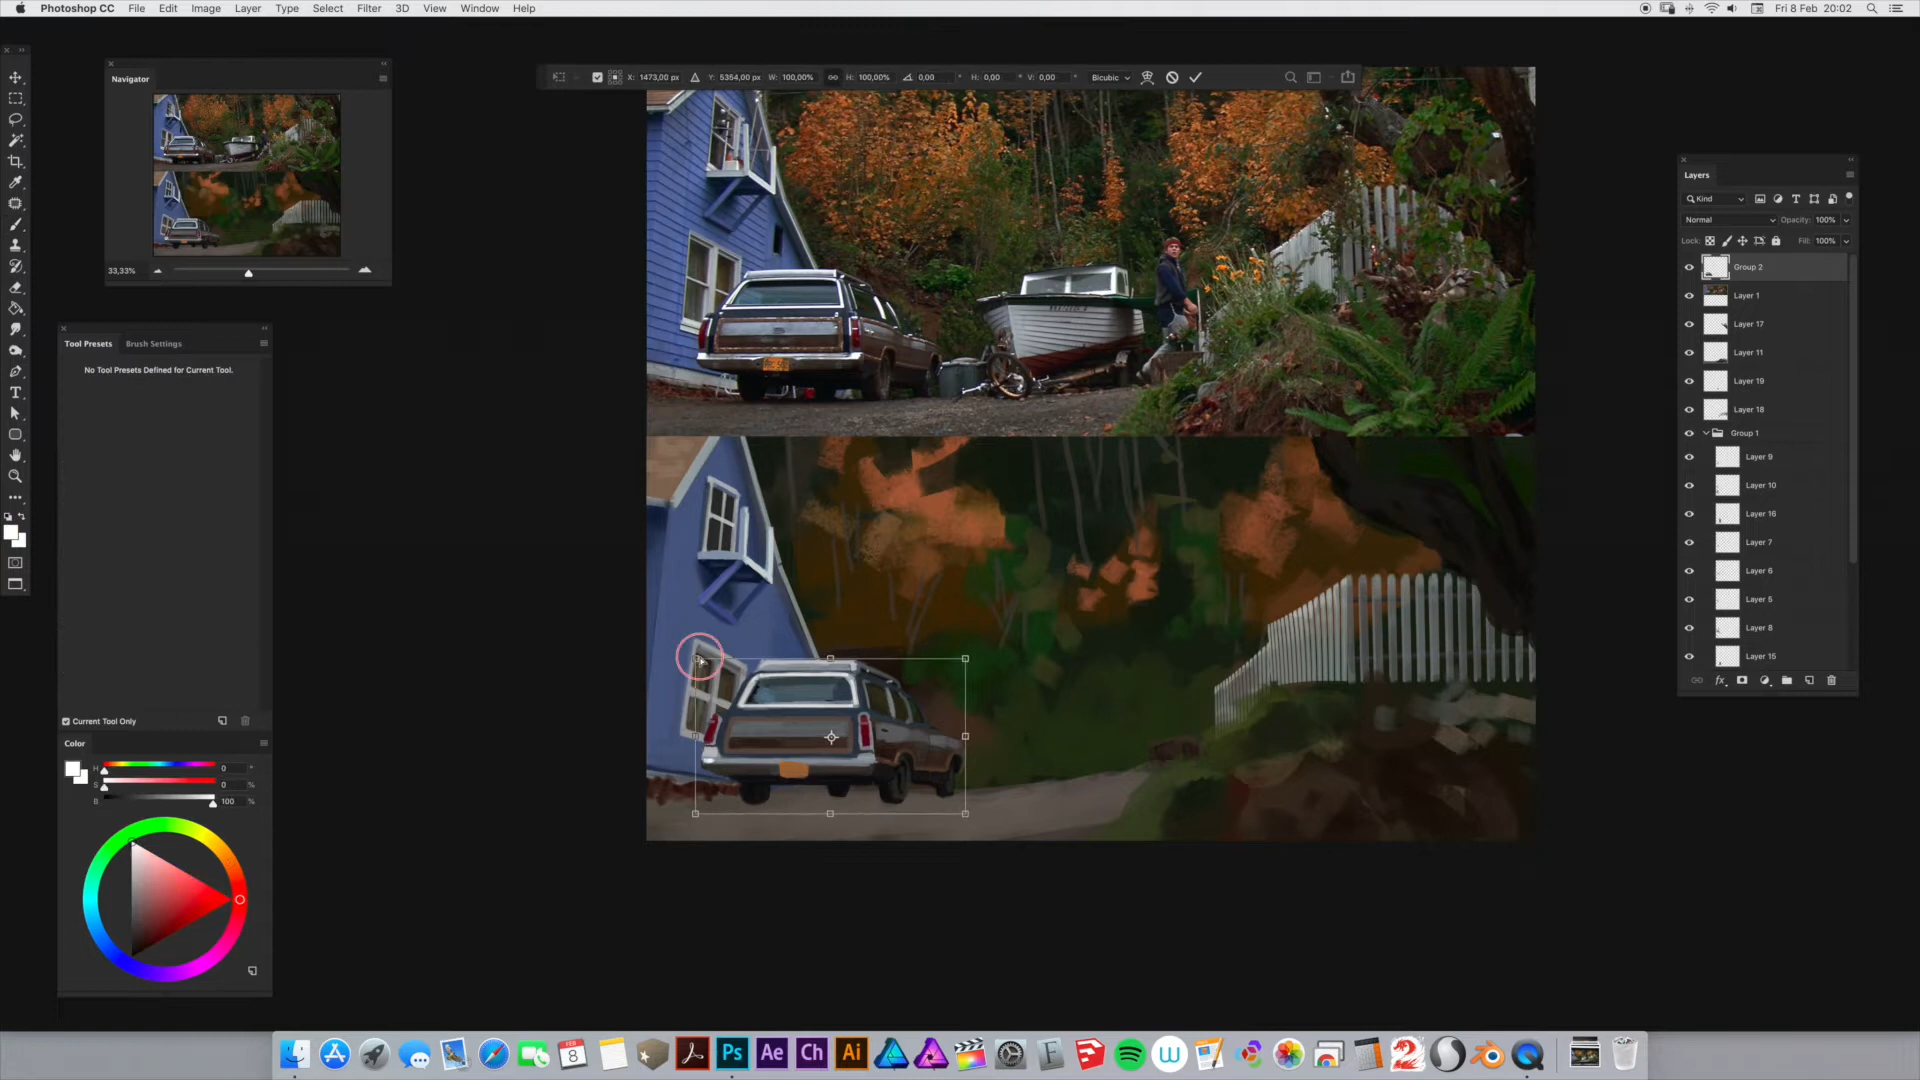 Photoshop CC File Edit Image Layer Type Select Filter 3D View Window Help Fri 8 Feb 20:02
X: 1473,00 px Y: 5354,00 px W: 100,00% H: 100,00% 0,00 ° H: 0,00 ° V: 0,00 ° Bicubic
Navigator
33,33%
Tool Presets Brush Settings
No Tool Presets Defined for Current Tool.
Current Tool Only
Color
H 0 °
S 0 %
B 100 %
Layers
Kind
Normal Opacity: 100%
Lock: Fill: 100%
Group 2
Layer 1
Layer 17
Layer 11
Layer 19
Layer 18
Group 1
Layer 9
Layer 10
Layer 16
Layer 7
Layer 6
Layer 5
Layer 8
Layer 15
fx
FEB
8
Ps Ae Ch Ai